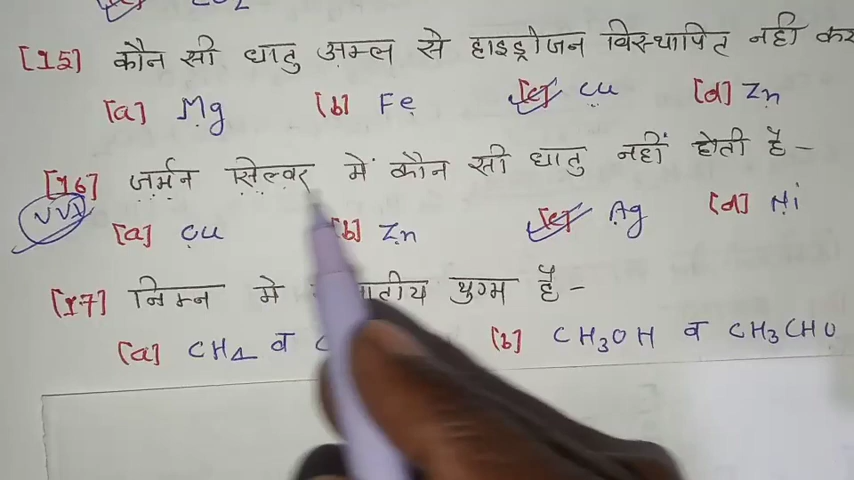 CO2
[15] कौन सी धातु अम्ल से हाइड्रोजन विस्थापित नहीं कर
[a] Mg [b] Fe [c] Cu [d] Zn
[16] जर्मन सिल्वर में कौन सी धातु नहीं होती है -
VVI
[a] Cu [b] Zn [c] Ag [d] Ni
[17] निम्न मे युग्म है -
[a] CH4 व C [b] CH3OH व CH3CHO